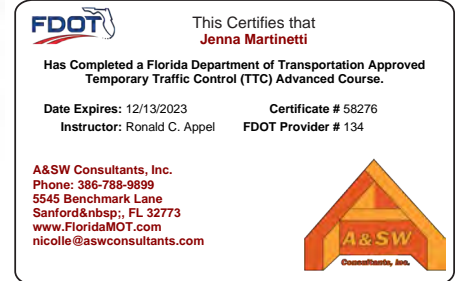 FDOT
This Certifies that
Jenna Martinetti
Has Completed a Florida Department of Transportation Approved
Temporary Traffic Control (TTC) Advanced Course.
Date Expires: 12/13/2023 Certificate # 58276
Instructor: Ronald C. Appel FDOT Provider # 134
A&SW Consultants, Inc.
Phone: 386-788-9899
5545 Benchmark Lane
Sanford&nbsp;, FL 32773
www.FloridaMOT.com
nicolle@aswconsultants.com
A & SW
Consultants, Inc.